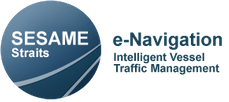 SESAME
Straits
e-Navigation
Intelligent Vessel
Traffic Management